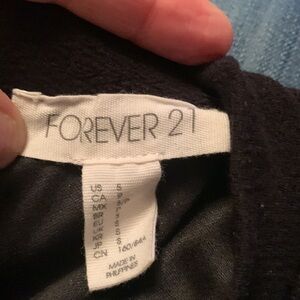 FOREVER 21
US S
CA P
MX
BR
EU S
UK S
KR S
JP S
CN 160/84A
MADE IN
PHILIPPINES